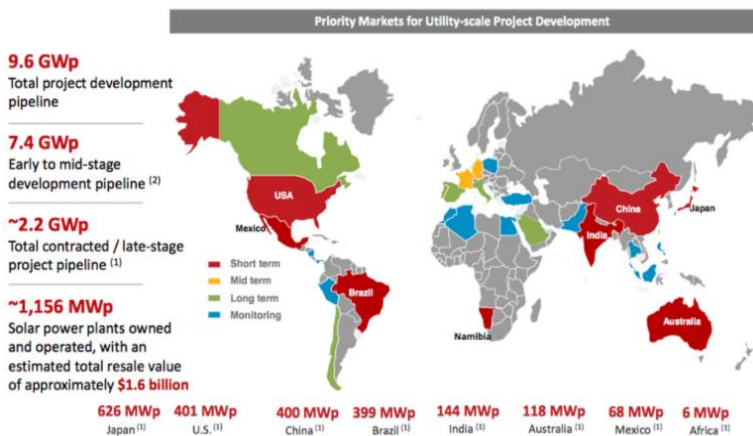 Priority Markets for Utility-scale Project Development
9.6 GWp
Total project development
pipeline
7.4 GWp
Early to mid-stage
development pipeline (2)
~2.2 GWp
Total contracted / late-stage
project pipeline (1)
~1,156 MWp
Solar power plants owned
and operated, with an
estimated total resale value
of approximately $1.6 billion
USA
Mexico
Brazil
Namibia
China
Japan
India
Australia
Short term
Mid term
Long term
Monitoring
626 MWp 401 MWp 400 MWp 399 MWp 144 MWp 118 MWp 68 MWp 6 MWp
Japan (1) U.S. (1) China (1) Brazil (1) India (1) Australia (1) Mexico (1) Africa (1)